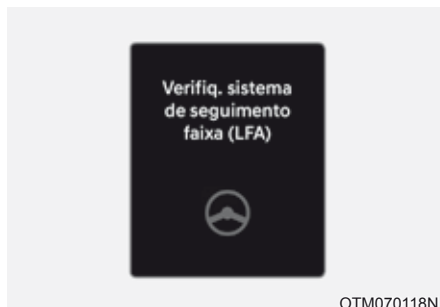 Verifiq. sistema
de seguimento
faixa (LFA)
OTM070118N